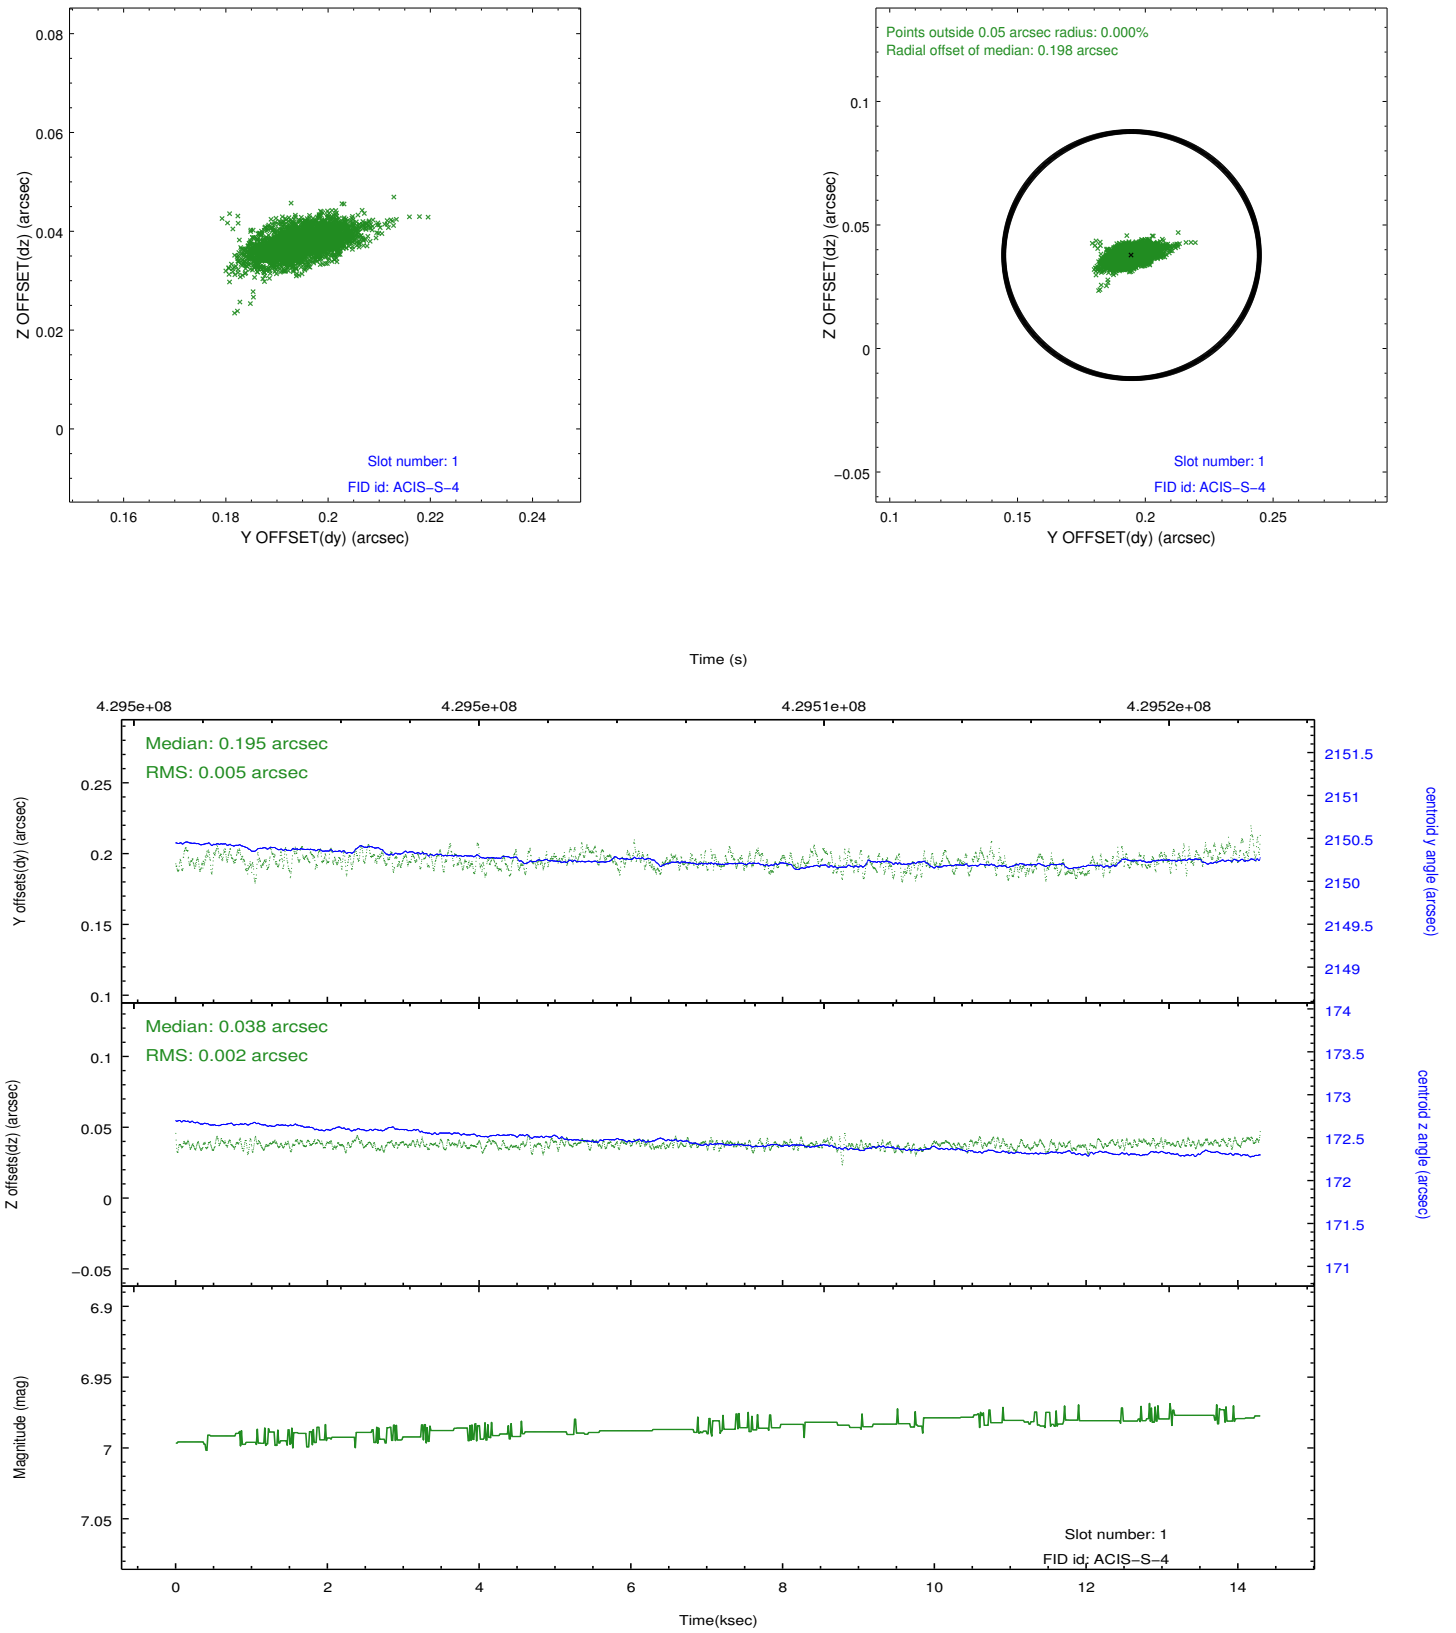 0.08
0.06
0.04
0.02
0
Z OFFSET(dz) (arcsec)
Slot number: 1
FID id: ACIS−S−4
0.16 0.18 0.2 0.22 0.24
Y OFFSET(dy) (arcsec)
Points outside 0.05 arcsec radius: 0.000%
Radial offset of median: 0.198 arcsec
0.1
0.05
0
−0.05
Z OFFSET(dz) (arcsec)
Slot number: 1
FID id: ACIS−S−4
0.1 0.15 0.2 0.25
Y OFFSET(dy) (arcsec)
Time (s)
4.295e+08 4.295e+08 4.2951e+08 4.2952e+08
Median: 0.195 arcsec
RMS: 0.005 arcsec
0.25
0.2
0.15
0.1
Y offsets(dy) (arcsec)
2151.5
2151
2150.5
2150
2149.5
2149
centroid y angle (arcsec)
Median: 0.038 arcsec
RMS: 0.002 arcsec
0.1
0.05
0
−0.05
Z offsets(dz) (arcsec)
174
173.5
173
172.5
172
171.5
171
centroid z angle (arcsec)
6.9
6.95
7
7.05
Magnitude (mag)
Slot number: 1
FID id: ACIS−S−4
0 2 4 6 8 10 12 14
Time(ksec)